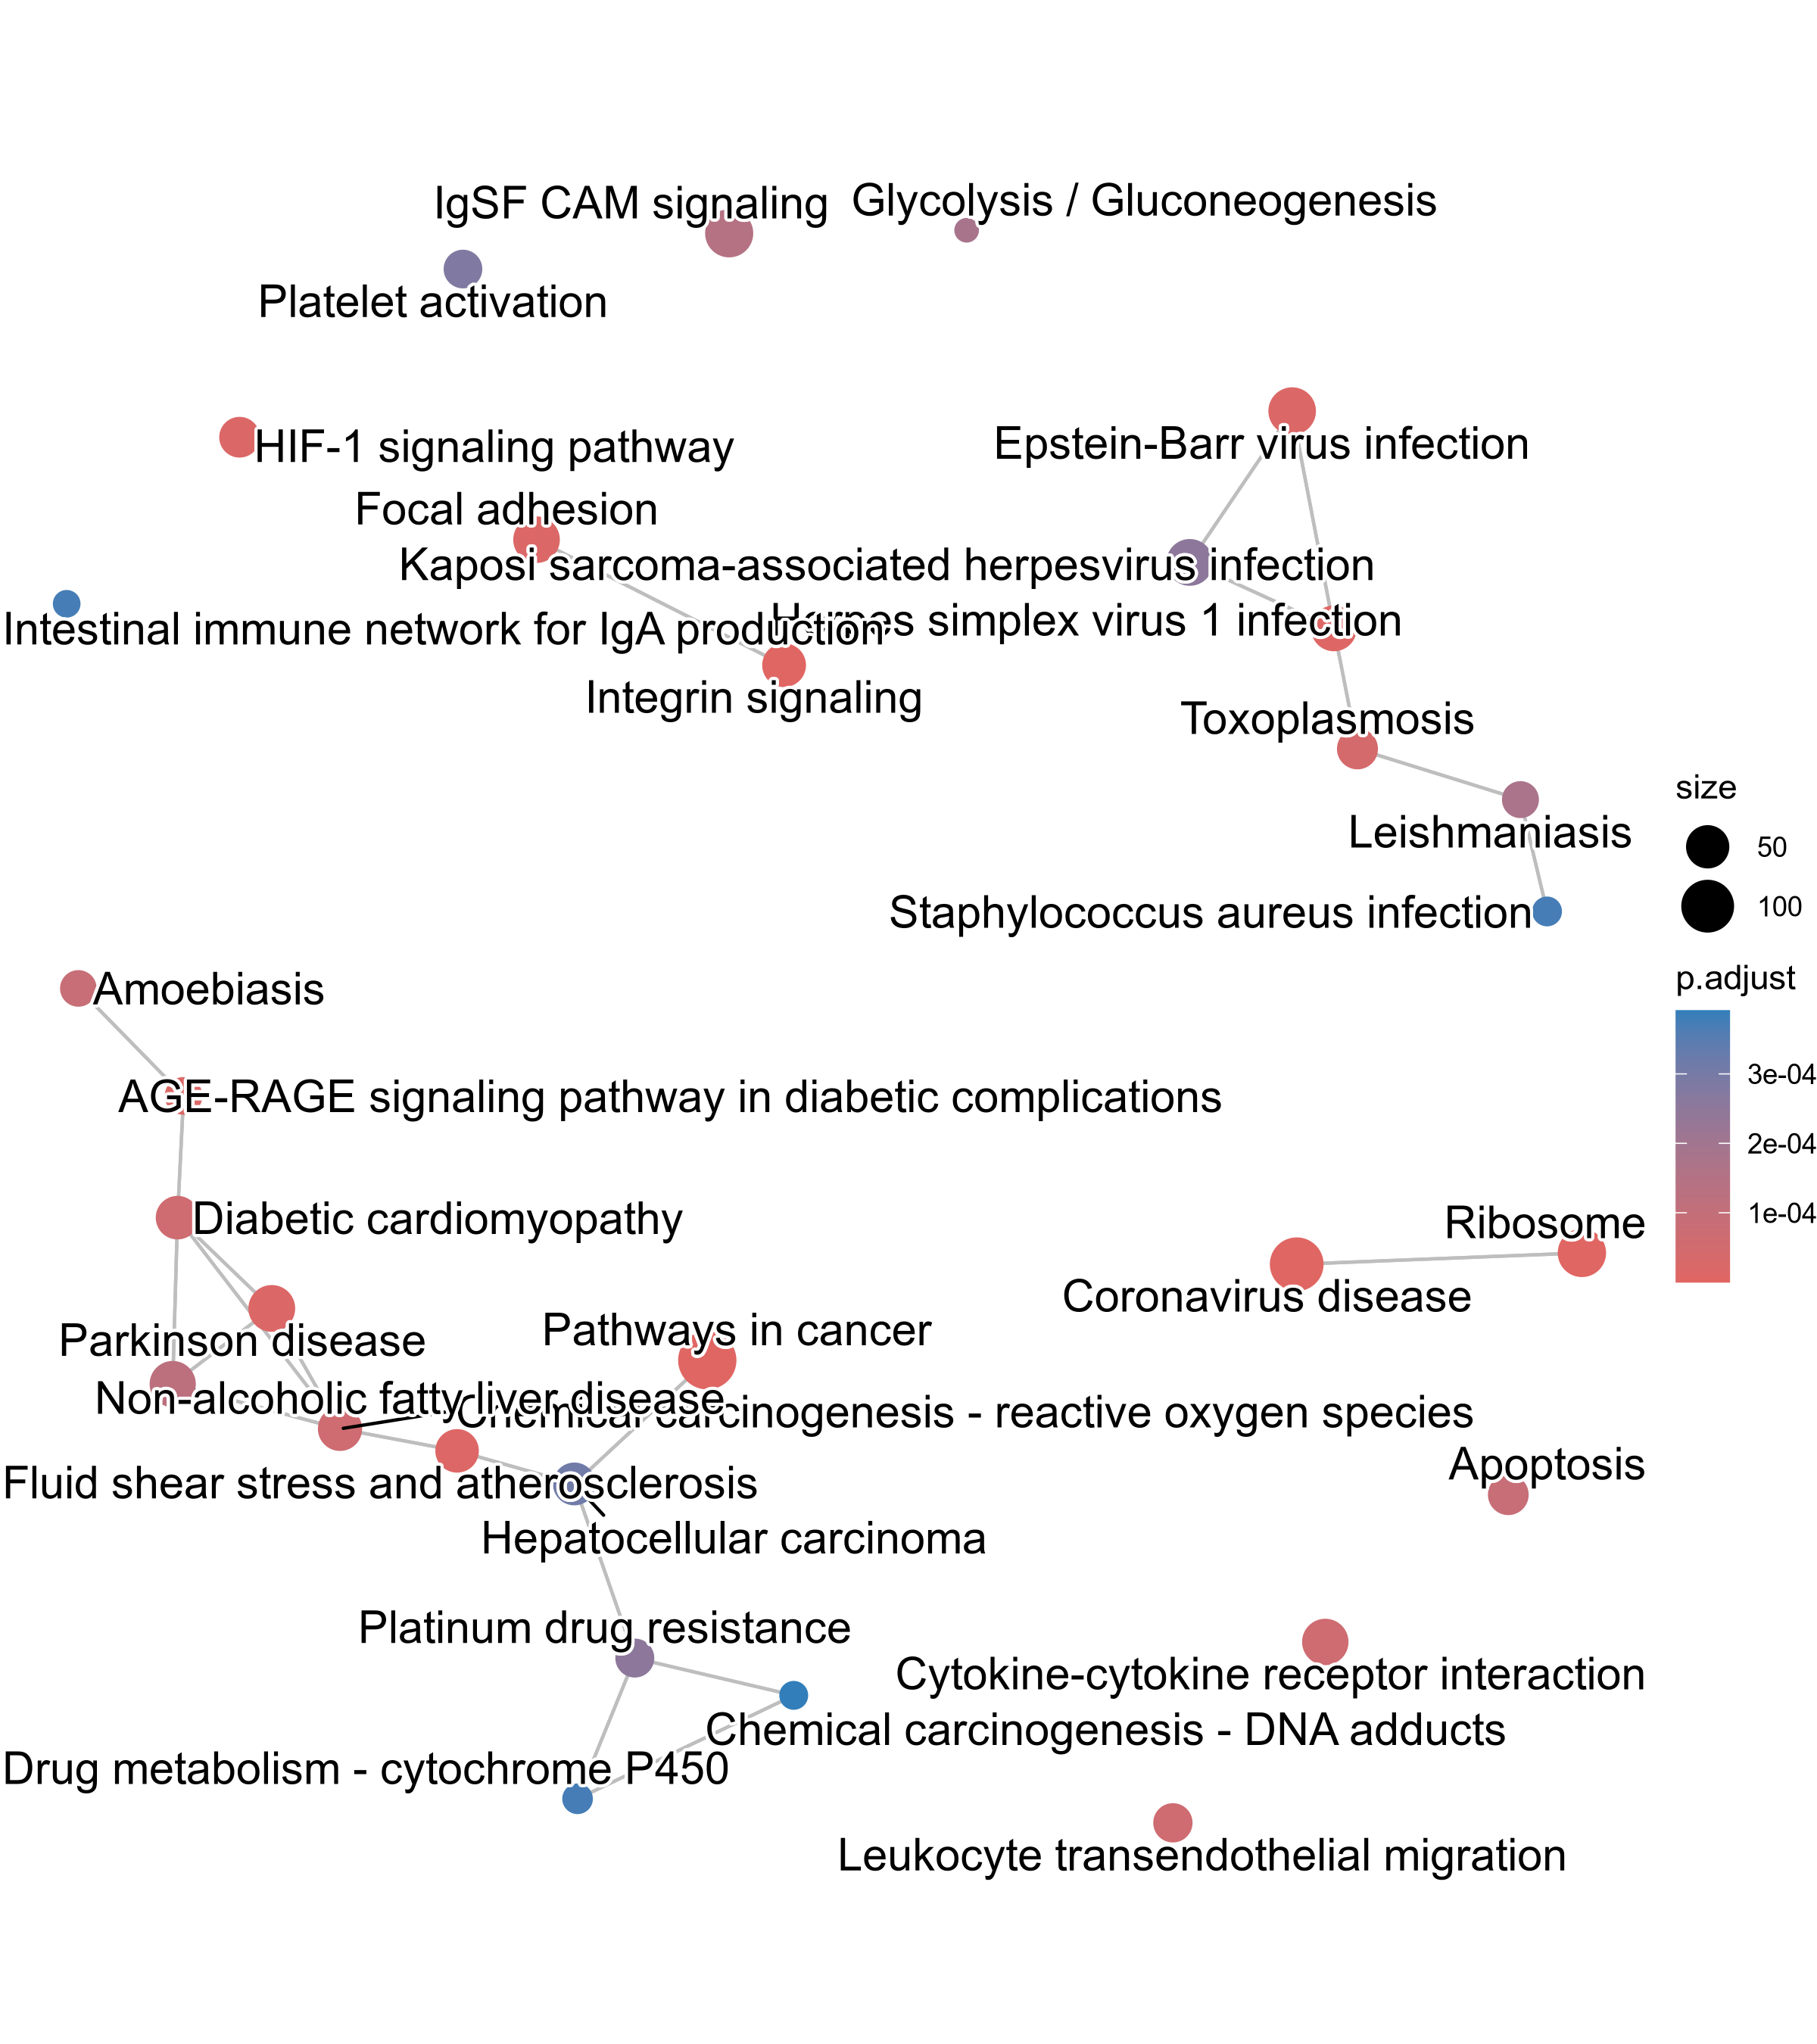 IgSF CAM signaling
Glycolysis / Gluconeogenesis
Platelet activation
HIF-1 signaling pathway
Epstein-Barr virus infection
Focal adhesion
Kaposi sarcoma-associated herpesvirus infection
Herpes simplex virus 1 infection
Intestinal immune network for IgA production
Integrin signaling
Toxoplasmosis
Leishmaniasis
Staphylococcus aureus infection
size
50
100
p.adjust
3e-04
2e-04
1e-04
Amoebiasis
AGE-RAGE signaling pathway in diabetic complications
Diabetic cardiomyopathy
Ribosome
Coronavirus disease
Parkinson disease
Pathways in cancer
Non-alcoholic fatty liver disease
Chemical carcinogenesis - reactive oxygen species
Apoptosis
Fluid shear stress and atherosclerosis
Hepatocellular carcinoma
Platinum drug resistance
Cytokine-cytokine receptor interaction
Chemical carcinogenesis - DNA adducts
Drug metabolism - cytochrome P450
Leukocyte transendothelial migration